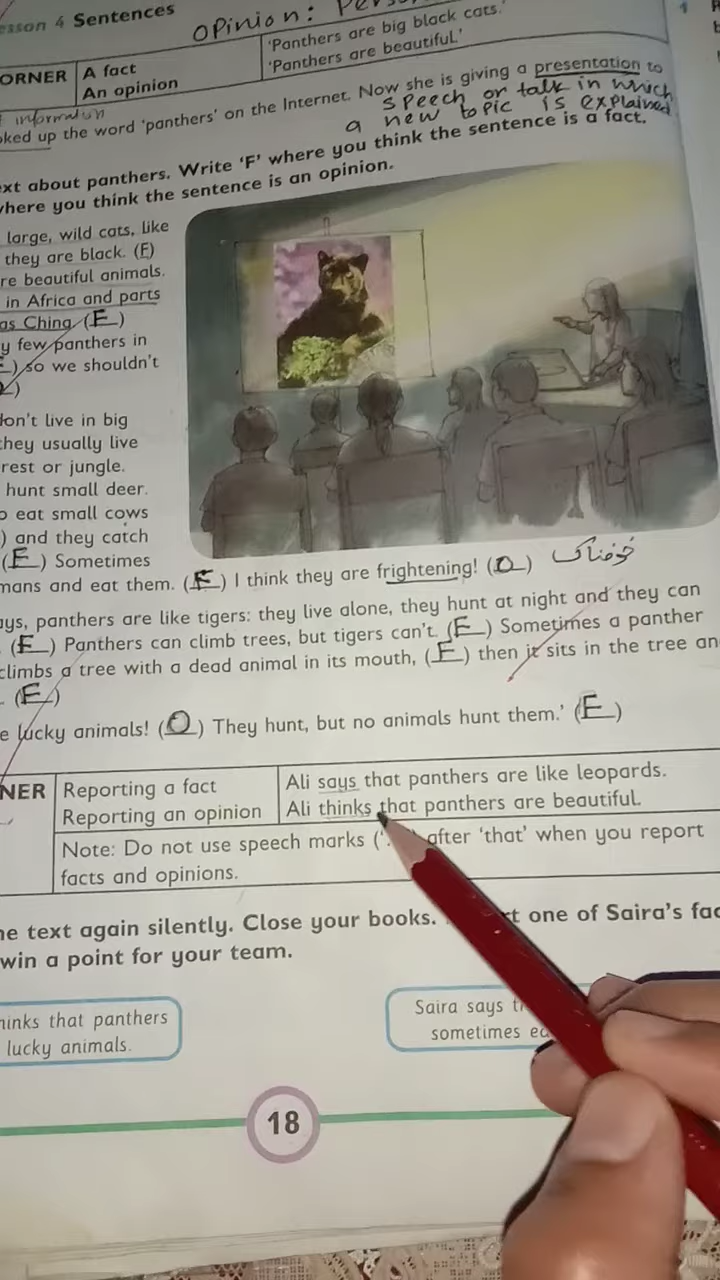 Lesson 4 Sentences
Opinion:
ORNER A fact 'Panthers are big black cats.'
An opinion 'Panthers are beautiful.'
information
ked up the word 'panthers' on the Internet. Now she is giving a presentation to
a speech or talk in which
new topic is explained
ext about panthers. Write 'F' where you think the sentence is a fact.
where you think the sentence is an opinion.
large, wild cats, like
they are black. (F)
re beautiful animals.
in Africa and parts
as China. (F)
y few panthers in
) so we shouldn't
don't live in big
they usually live
rest or jungle.
hunt small deer.
o eat small cows
) and they catch
(F) Sometimes
mans and eat them. (F) I think they are frightening! (O) خوفناک
ays, panthers are like tigers: they live alone, they hunt at night and they can
. (F) Panthers can climb trees, but tigers can't. (F) Sometimes a panther
climbs a tree with a dead animal in its mouth, (F) then it sits in the tree an
. (F)
e lucky animals! (O) They hunt, but no animals hunt them.' (F)
NER Reporting a fact Ali says that panthers are like leopards.
Reporting an opinion Ali thinks that panthers are beautiful.
Note: Do not use speech marks ('...') after 'that' when you report
facts and opinions.
he text again silently. Close your books. one of Saira's fac
win a point for your team.
hinks that panthers
lucky animals.
Saira says
sometimes
18